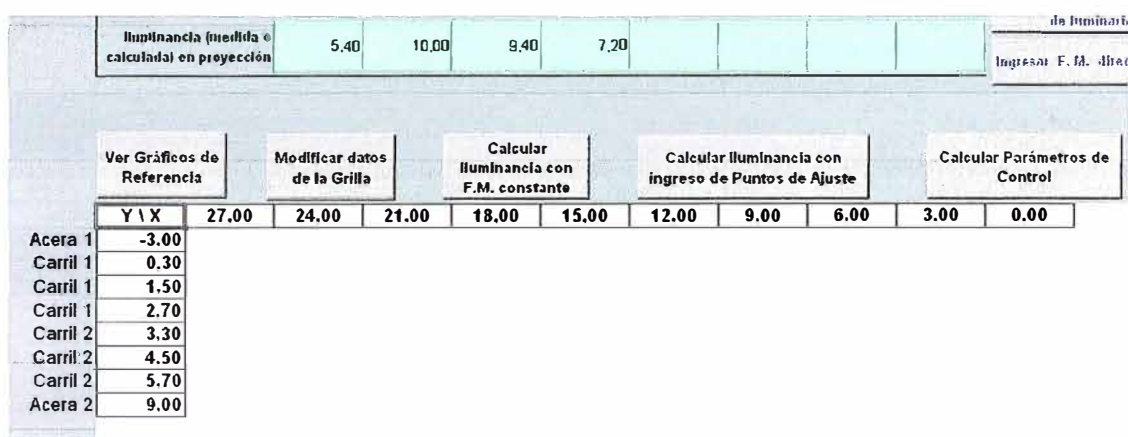 de luminaria
Iluminancia (medida o
calculada) en proyección
5,40 10,00 9,40 7,20
Ingresar F. M. direc
Ver Gráficos de
Referencia
Modificar datos
de la Grilla
Calcular
Iluminancia con
F.M. constante
Calcular Iluminancia con
ingreso de Puntos de Ajuste
Calcular Parámetros de
Control
Y \ X 27.00 24.00 21.00 18.00 15.00 12.00 9.00 6.00 3.00 0.00
Acera 1 -3.00
Carril 1 0.30
Carril 1 1.50
Carril 1 2.70
Carril 2 3.30
Carril 2 4.50
Carril 2 5.70
Acera 2 9.00